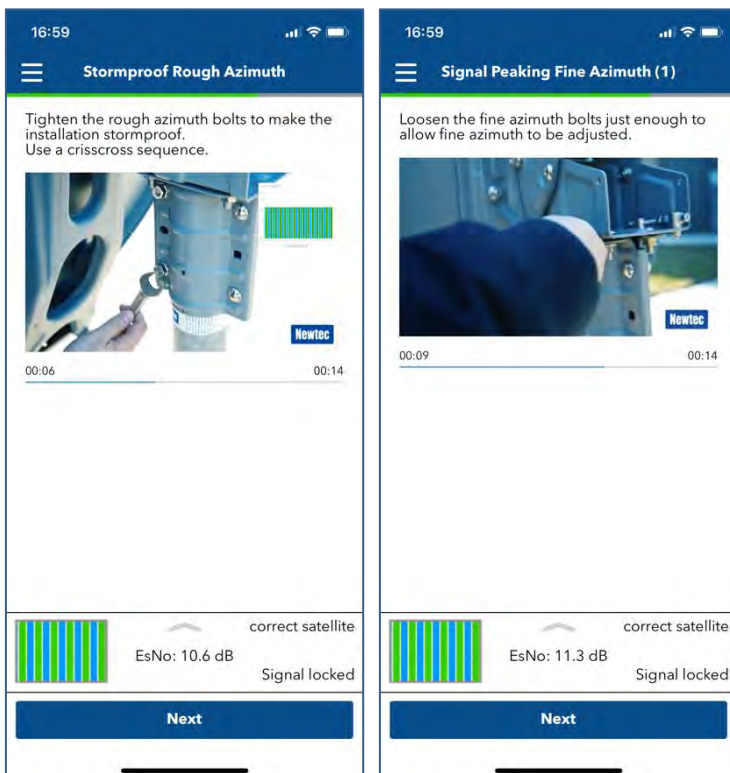 16:59
Stormproof Rough Azimuth
Tighten the rough azimuth bolts to make the
installation stormproof.
Use a crisscross sequence.
Newtec
00:06
00:14
correct satellite
EsNo: 10.6 dB
Signal locked
Next
16:59
Signal Peaking Fine Azimuth (1)
Loosen the fine azimuth bolts just enough to
allow fine azimuth to be adjusted.
Newtec
00:09
00:14
correct satellite
EsNo: 11.3 dB
Signal locked
Next